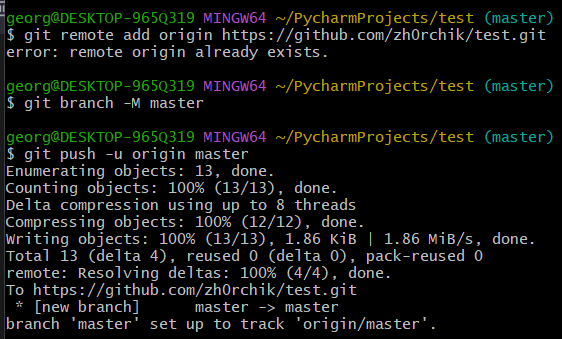 georg@DESKTOP-965Q319 MINGW64 ~/PycharmProjects/test (master)
$ git remote add origin https://github.com/zh0rchik/test.git
error: remote origin already exists.
georg@DESKTOP-965Q319 MINGW64 ~/PycharmProjects/test (master)
$ git branch -M master
georg@DESKTOP-965Q319 MINGW64 ~/PycharmProjects/test (master)
$ git push -u origin master
Enumerating objects: 13, done.
Counting objects: 100% (13/13), done.
Delta compression using up to 8 threads
Compressing objects: 100% (12/12), done.
Writing objects: 100% (13/13), 1.86 KiB | 1.86 MiB/s, done.
Total 13 (delta 4), reused 0 (delta 0), pack-reused 0
remote: Resolving deltas: 100% (4/4), done.
To https://github.com/zh0rchik/test.git
 * [new branch]      master -> master
branch 'master' set up to track 'origin/master'.